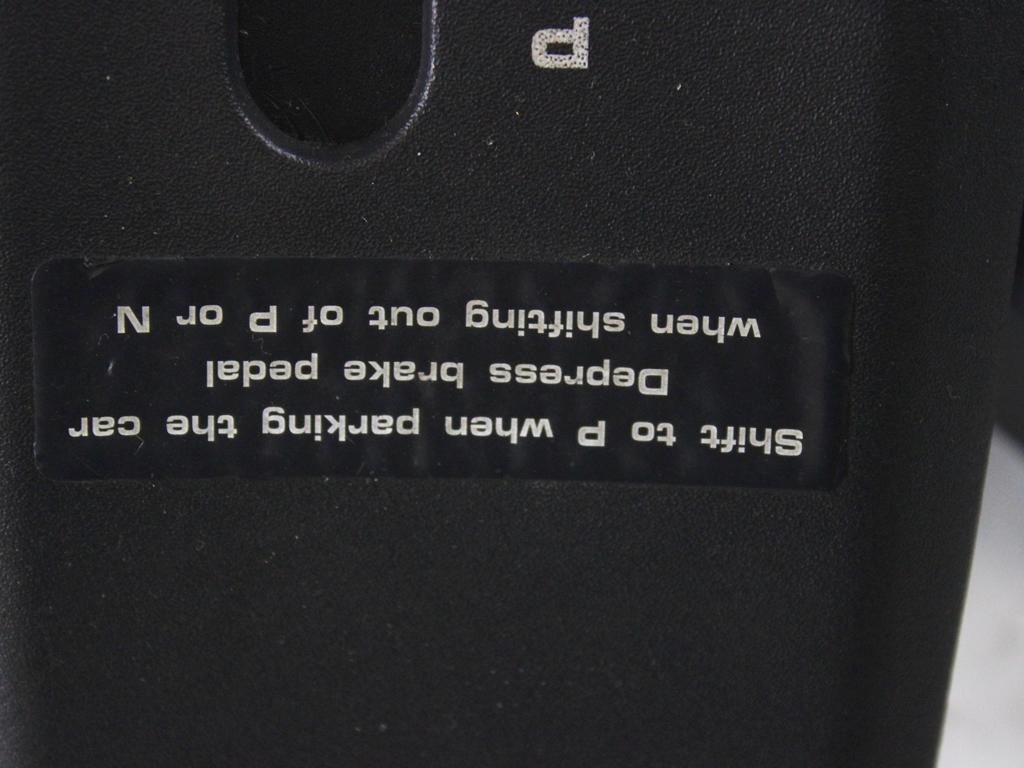 Shift to P when parking the car
Depress brake pedal
when shifting out of P or N
P